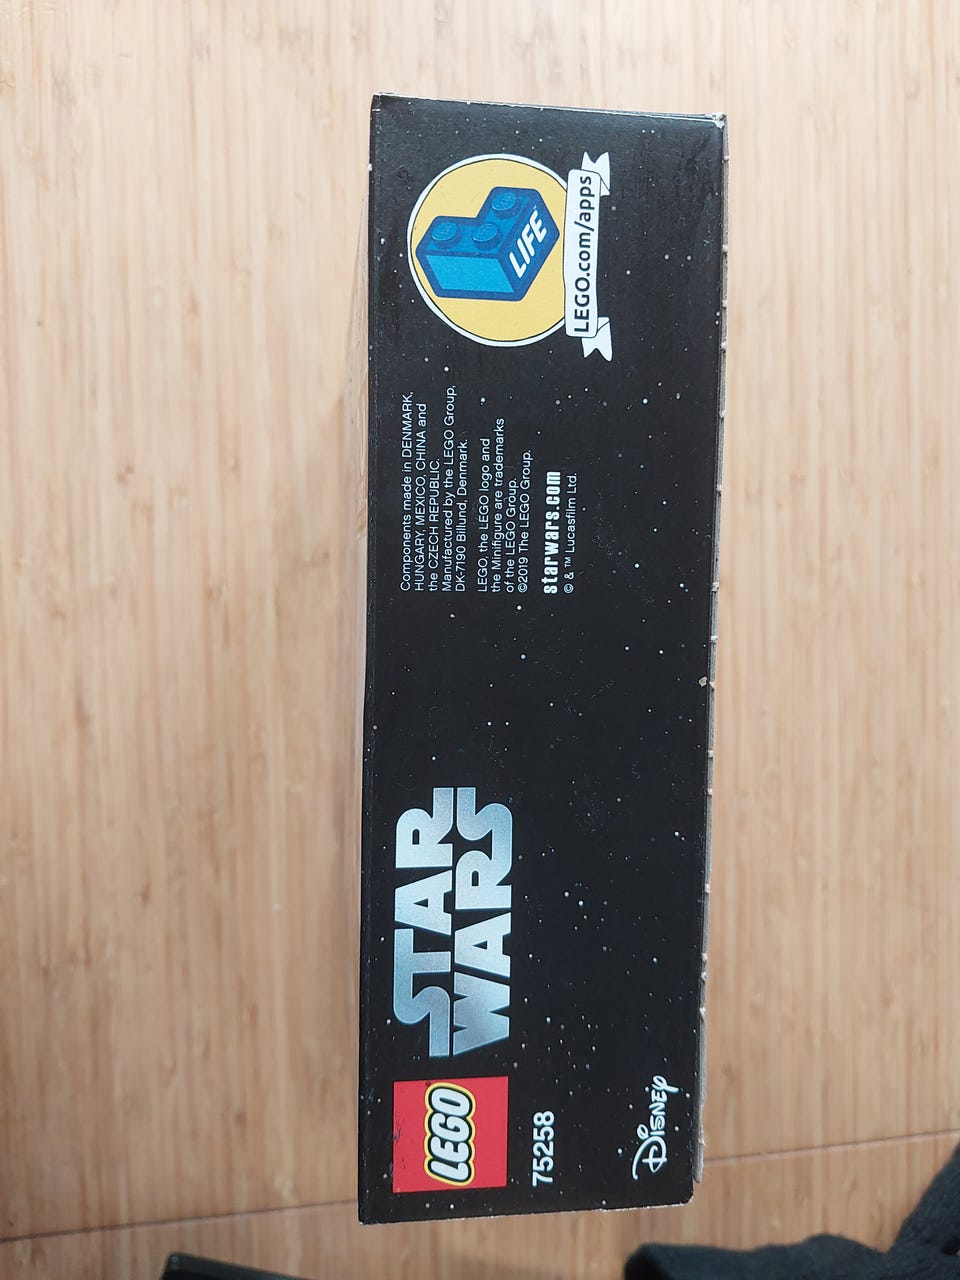 LEGO
STAR
WARS
75258
Disney
Components made in DENMARK,
HUNGARY, MEXICO, CHINA and
the CZECH REPUBLIC.
Manufactured by the LEGO Group,
DK-7190 Billund, Denmark.
LEGO, the LEGO logo and
the Minifigure are trademarks
of the LEGO Group.
©2019 The LEGO Group.
starwars.com
© & ™ Lucasfilm Ltd.
LIFE
LEGO.com/apps